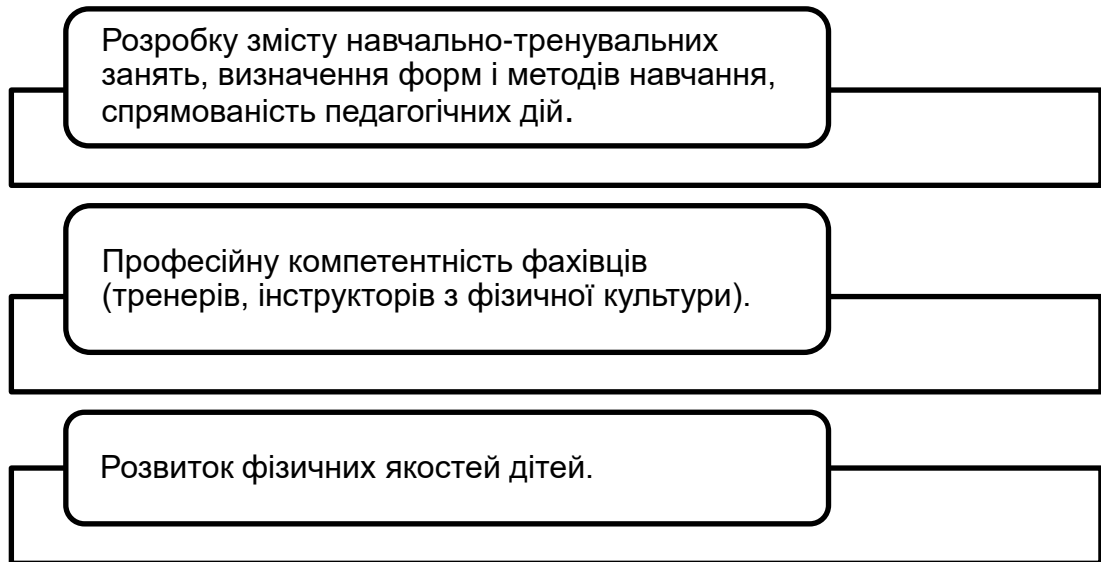 Розробку змісту навчально-тренувальних
занять, визначення форм і методів навчання,
спрямованість педагогічних дій.
Професійну компетентність фахівців
(тренерів, інструкторів з фізичної культури).
Розвиток фізичних якостей дітей.